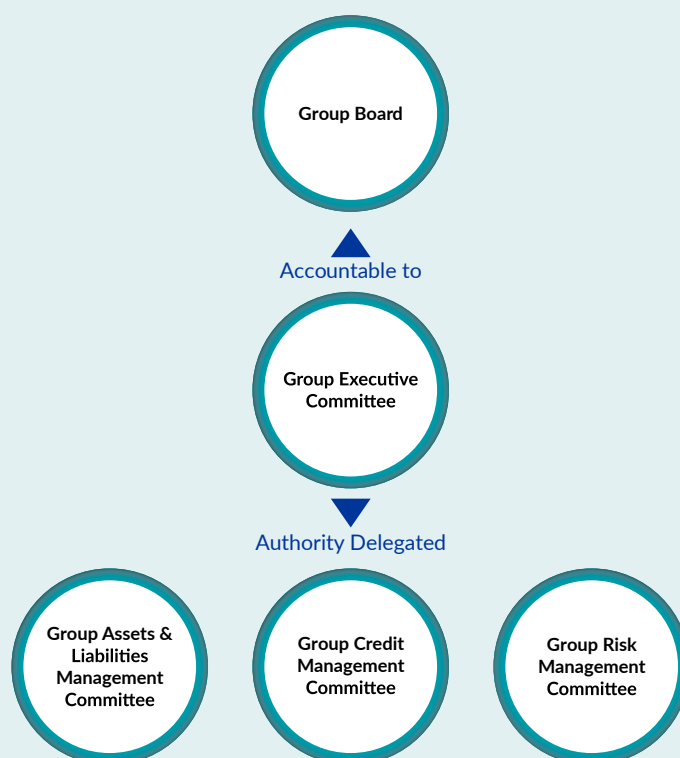 Group Board
Accountable to
Group Executive
Committee
Authority Delegated
Group Assets &
Liabilities
Management
Committee
Group Credit
Management
Committee
Group Risk
Management
Committee